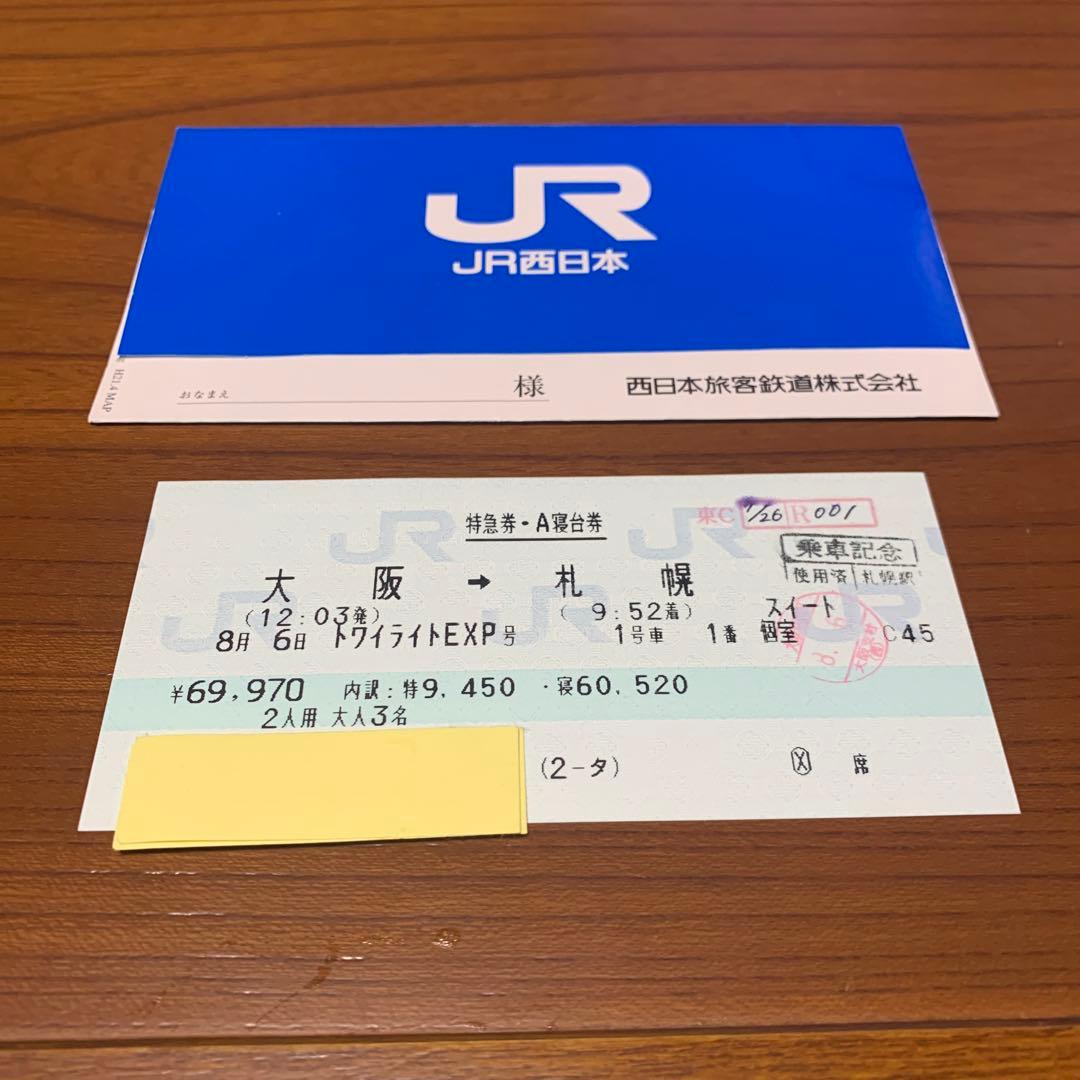 JR
JR西日本
おなまえ 様 西日本旅客鉄道株式会社
H21.4 MAP
特急券・A寝台券
東C 7/26 R001
乗車記念
使用済 札幌駅
大 阪 → 札 幌
(12:03発) (9:52着) スイート
8月 6日 トワイライトEXP号 1号車 1番 個室 C45
¥69,970 内訳:特9,450・寝60,520
2人用 大人3名
(2-タ) Ⓧ 席